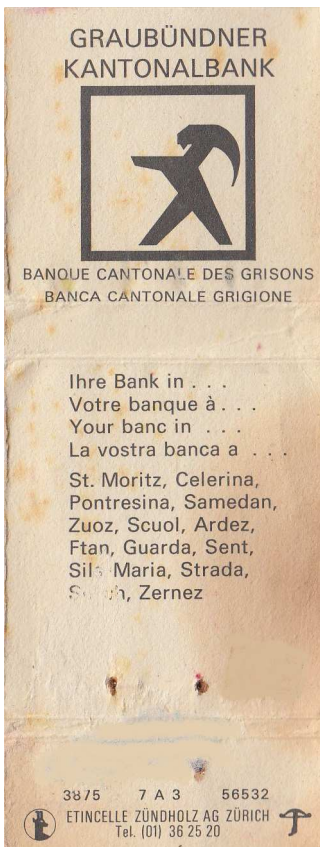 GRAUBÜNDNER
KANTONALBANK
BANQUE CANTONALE DES GRISONS
BANCA CANTONALE GRIGIONE
Ihre Bank in . . .
Votre banque à . . .
Your banc in . . .
La vostra banca a . . .
St. Moritz, Celerina,
Pontresina, Samedan,
Zuoz, Scuol, Ardez,
Ftan, Guarda, Sent,
Sils Maria, Strada,
Zernez
3875 7 A 3 56532
ETINCELLE ZÜNDHOLZ AG ZÜRICH
Tel. (01) 36 25 20